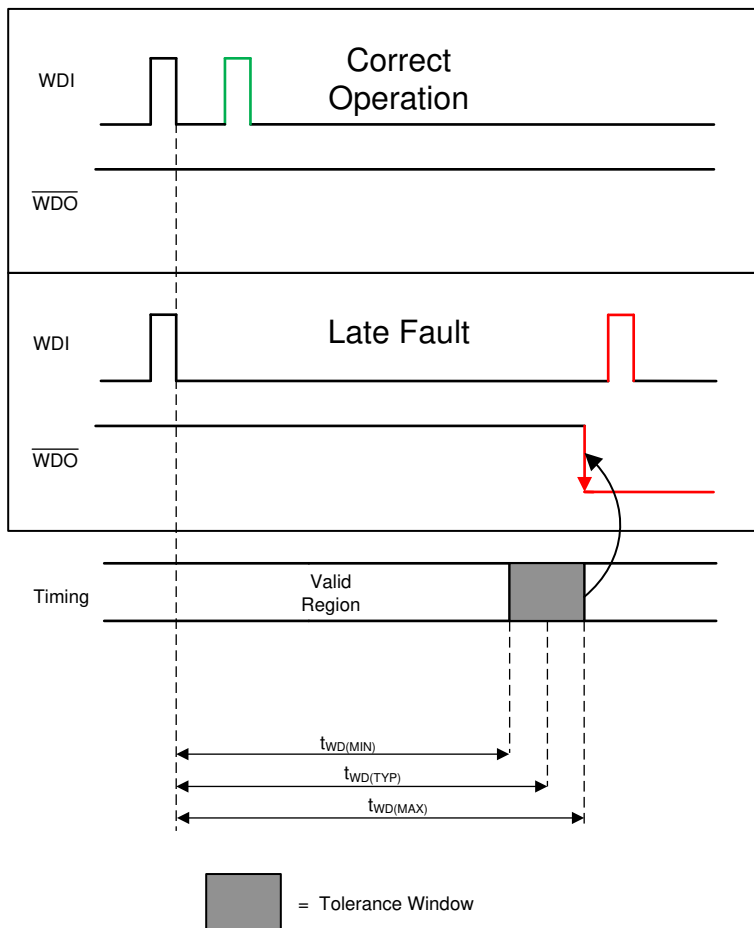 WDI
Correct
Operation
WDO
WDI
Late Fault
WDO
Timing
Valid
Region
tWD(MIN)
tWD(TYP)
tWD(MAX)
= Tolerance Window